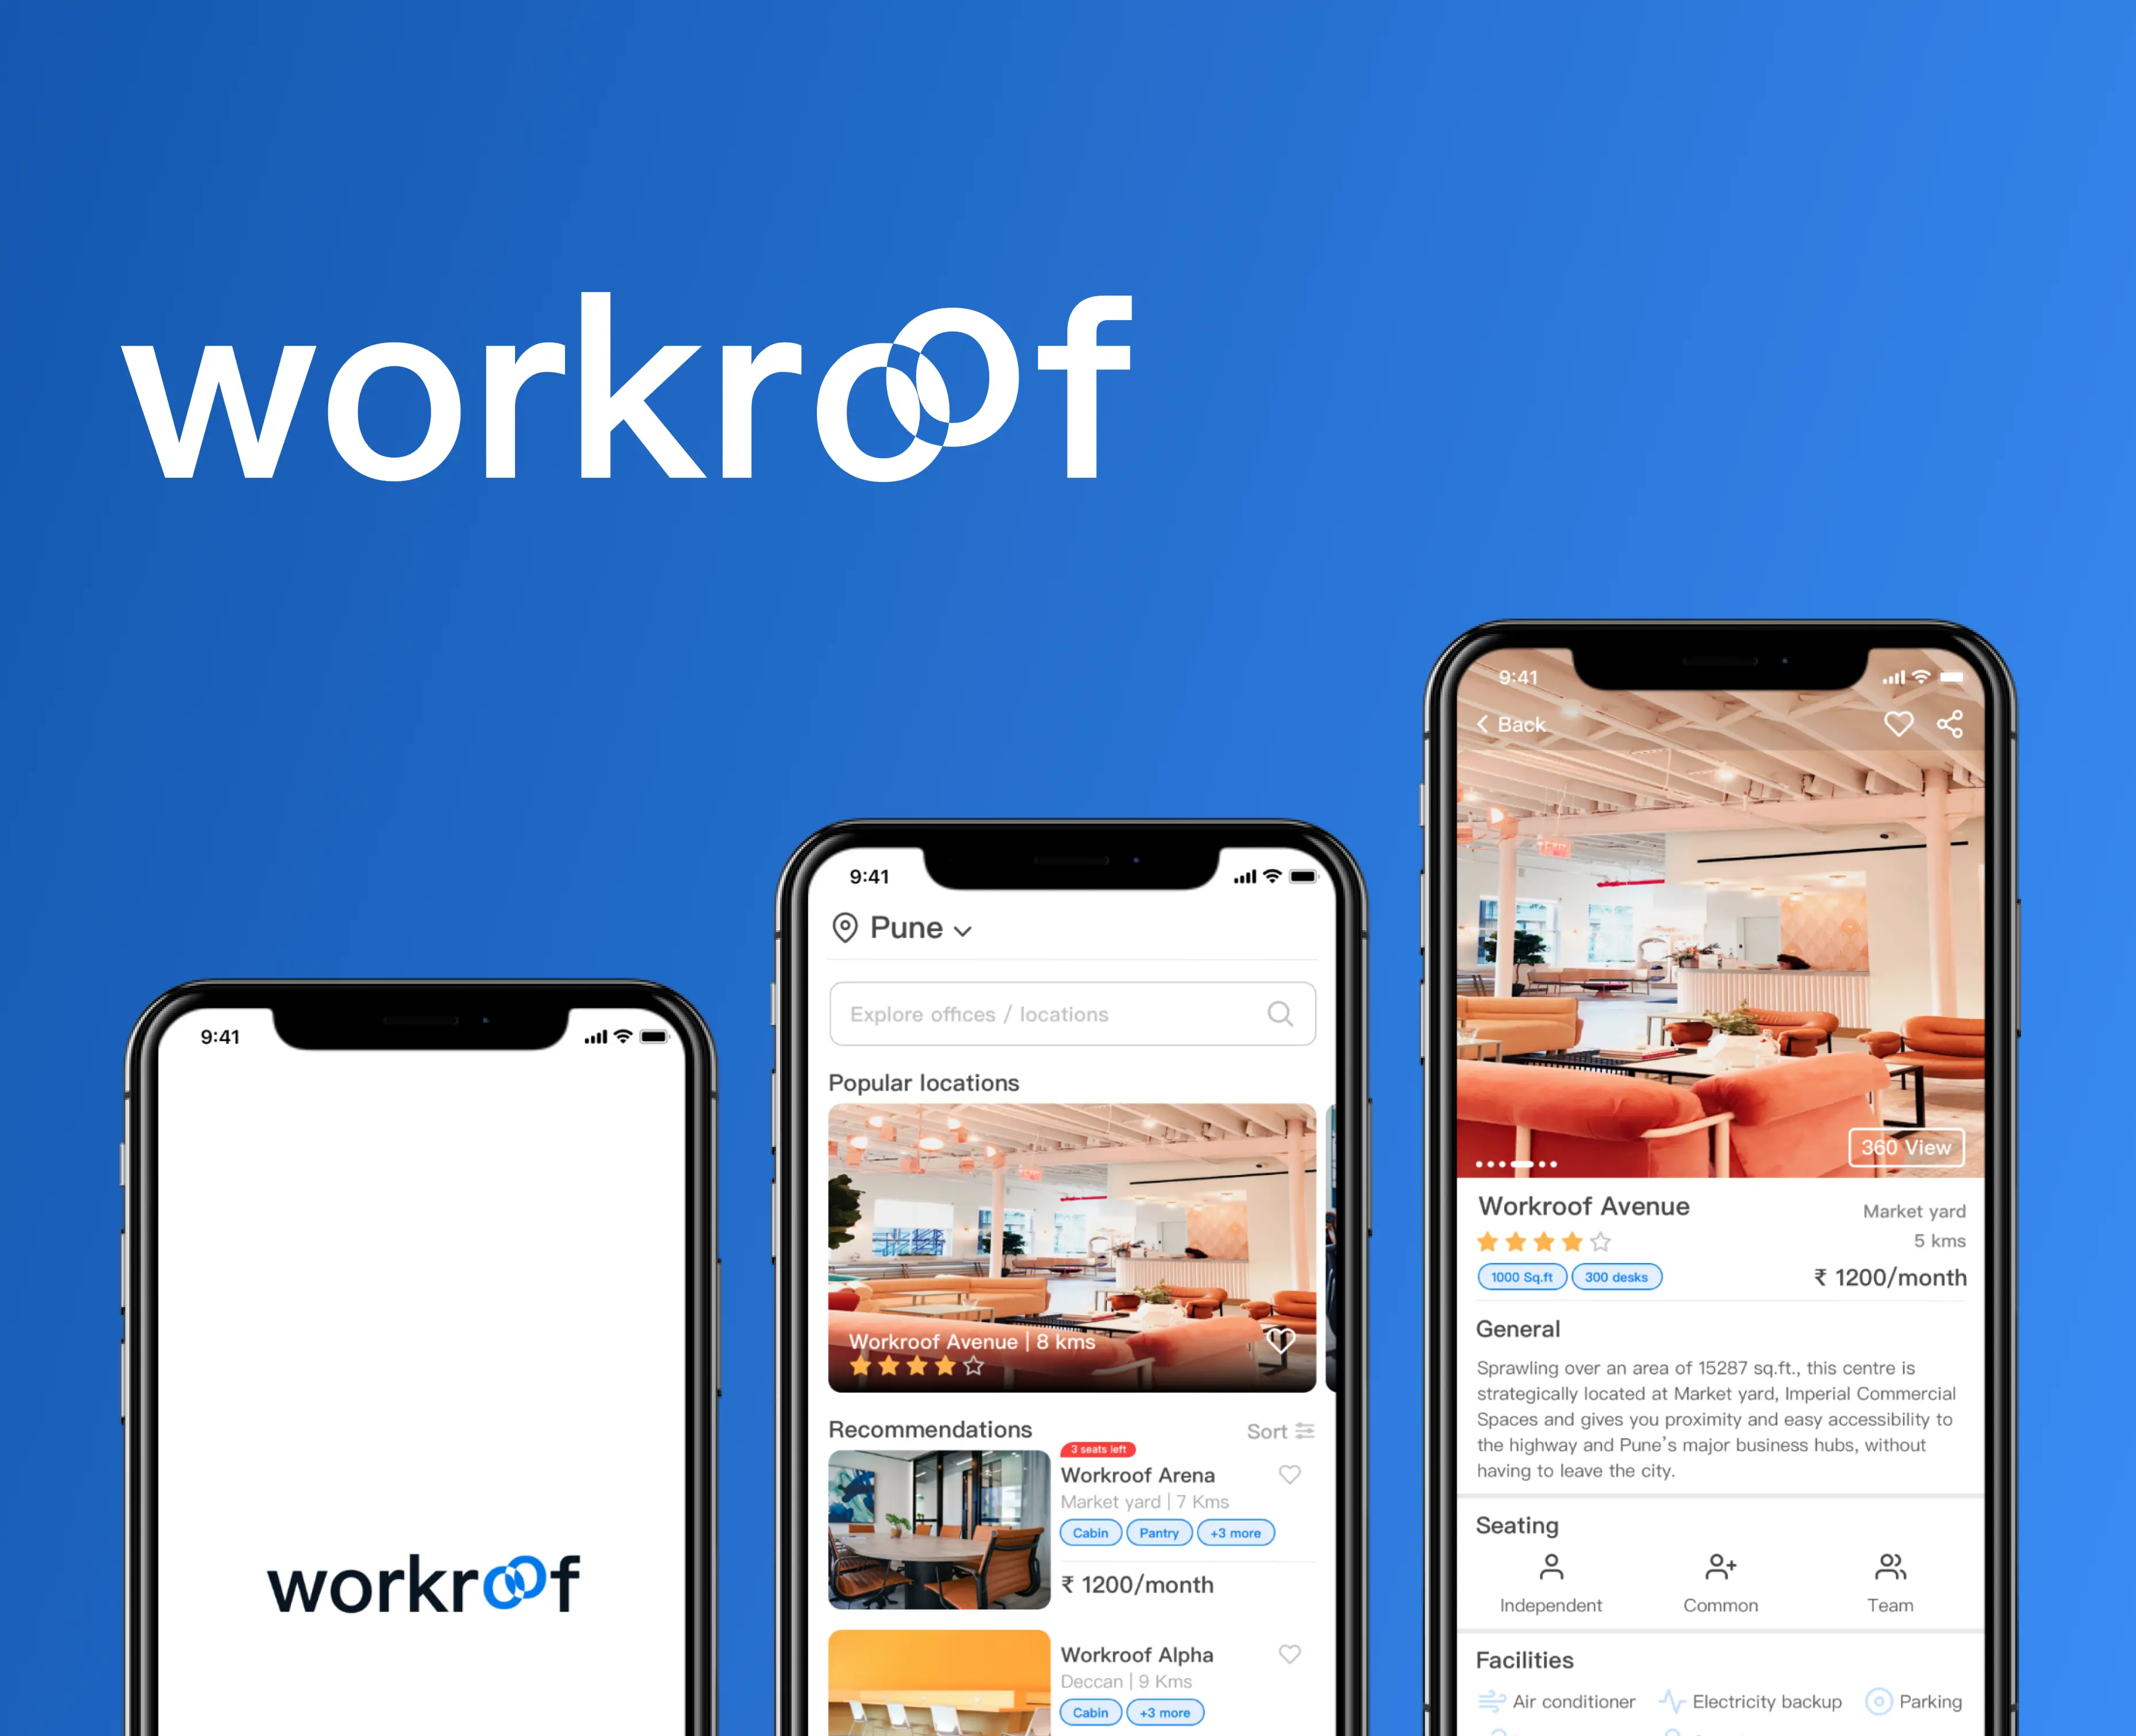 workroof
9:41
workroof
9:41
Pune
Explore offices / locations
Popular locations
Workroof Avenue | 8 kms
Recommendations
Sort
3 seats left
Workroof Arena
Market yard | 7 Kms
Cabin
Pantry
+3 more
₹ 1200/month
Workroof Alpha
Deccan | 9 Kms
Cabin
+3 more
9:41
Back
360 View
Workroof Avenue
Market yard
5 kms
1000 Sq.ft
300 desks
₹ 1200/month
General
Sprawling over an area of 15287 sq.ft., this centre is
strategically located at Market yard, Imperial Commercial
Spaces and gives you proximity and easy accessibility to
the highway and Pune's major business hubs, without
having to leave the city.
Seating
Independent
Common
Team
Facilities
Air conditioner
Electricity backup
Parking